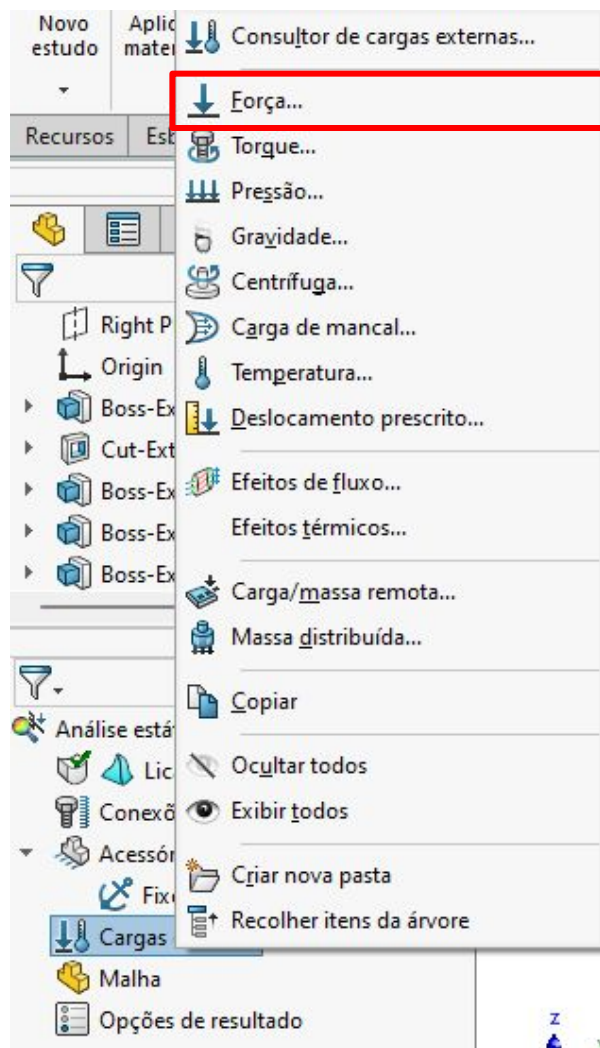 Novo
estudo
Aplic
mater
Consultor de cargas externas...
Força...
Recursos
Esb
Torque...
Pressão...
Gravidade...
Centrífuga...
Right P
Carga de mancal...
Origin
Temperatura...
Boss-Ex
Deslocamento prescrito...
Cut-Ext
Boss-Ex
Efeitos de fluxo...
Boss-Ex
Efeitos térmicos...
Boss-Ex
Carga/massa remota...
Massa distribuída...
Copiar
Análise está
Lic
Ocultar todos
Conexõ
Exibir todos
Acessór
Criar nova pasta
Fix
Recolher itens da árvore
Cargas
Malha
Opções de resultado
z